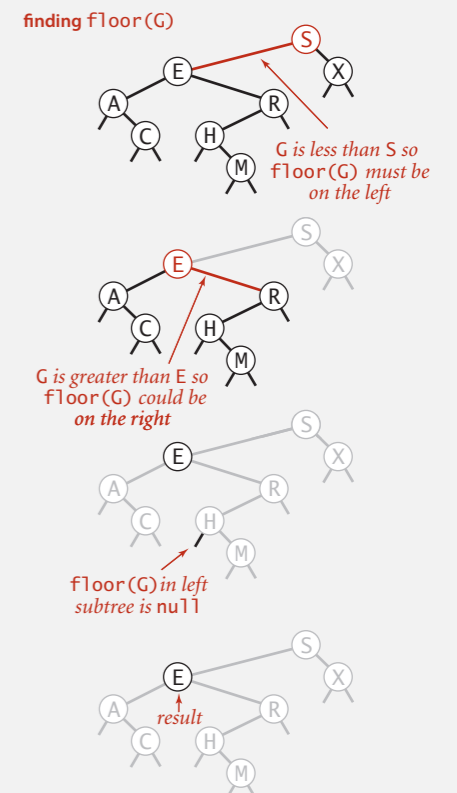 finding floor(G)
S
E
X
A
R
C
H
M
G is less than S so
floor(G) must be
on the left
S
E
X
A
R
C
H
M
G is greater than E so
floor(G) could be
on the right
S
E
X
A
R
C
H
M
floor(G)in left
subtree is null
S
E
X
A
R
result
C
H
M